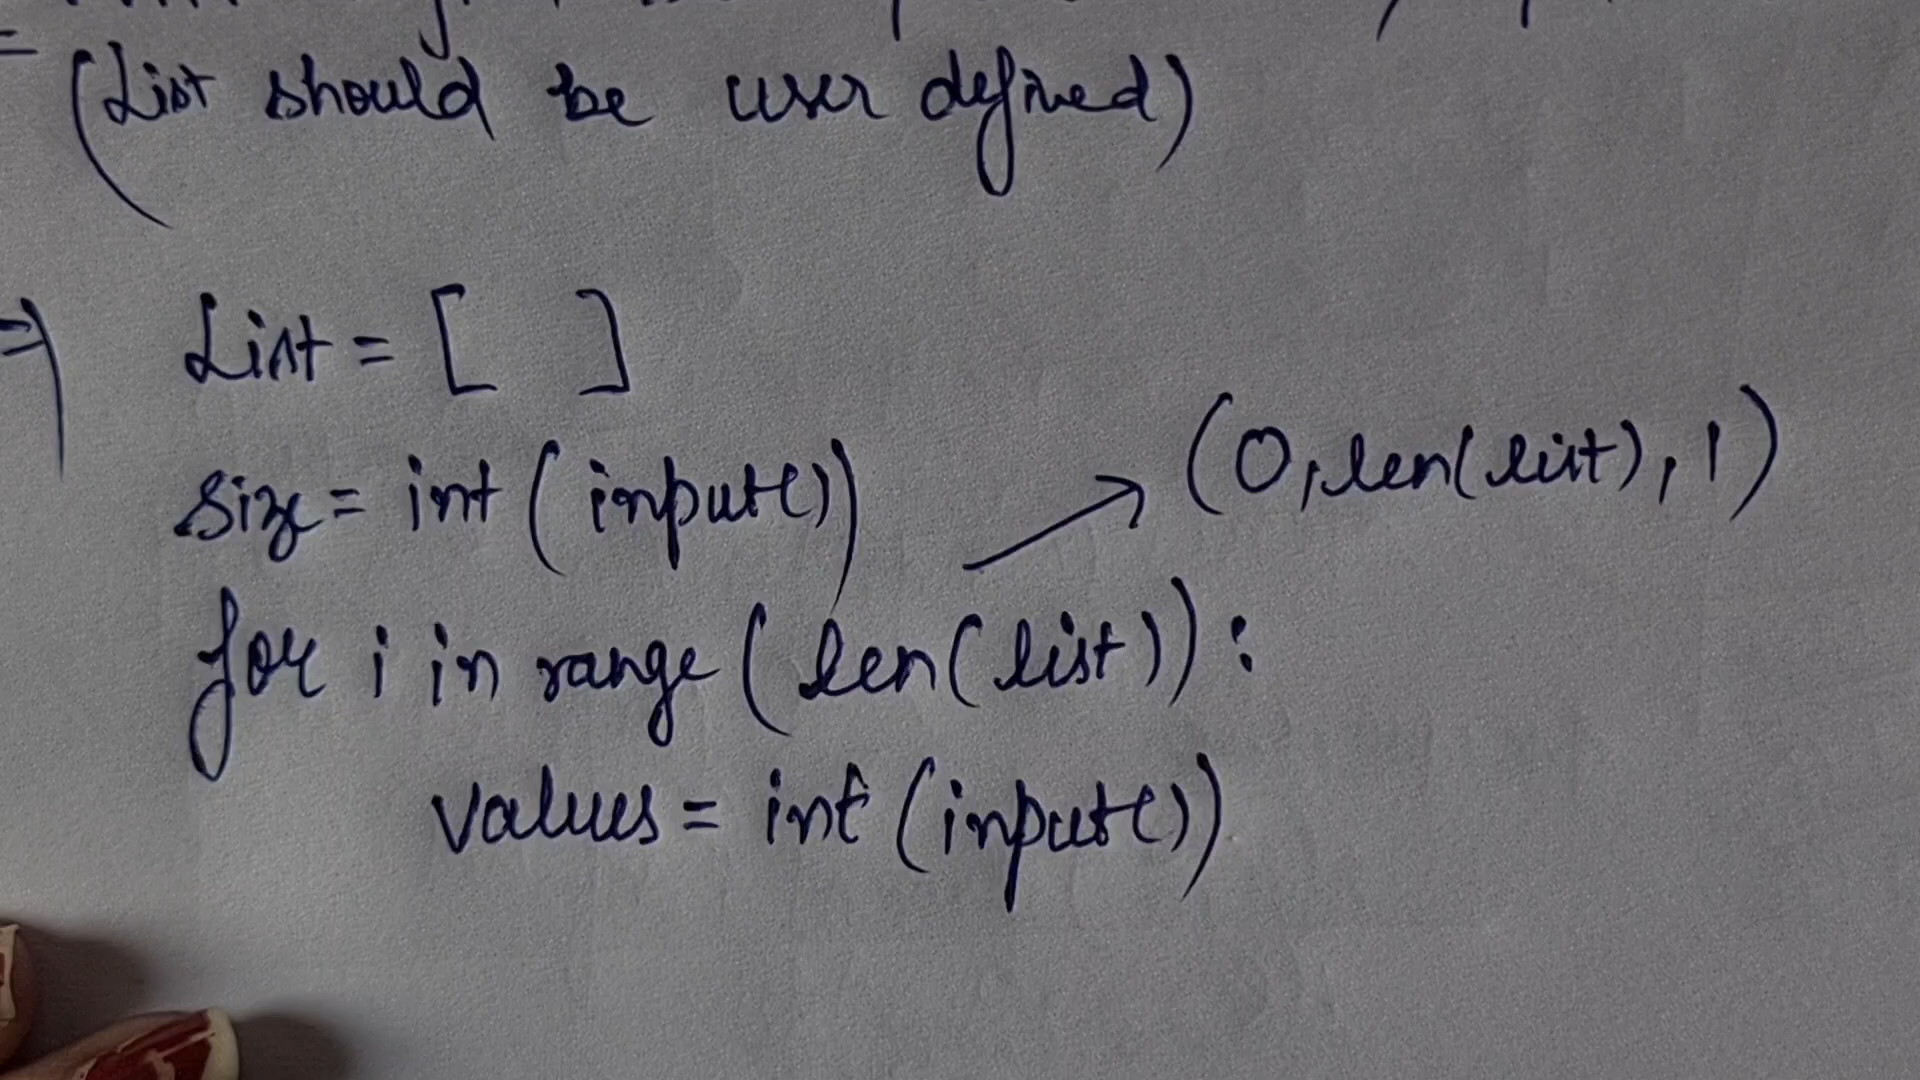 (List should be user defined)
=> List = [ ]
size = int (input())
(0, len(list), 1)
for i in range (len(list)):
values = int (input())